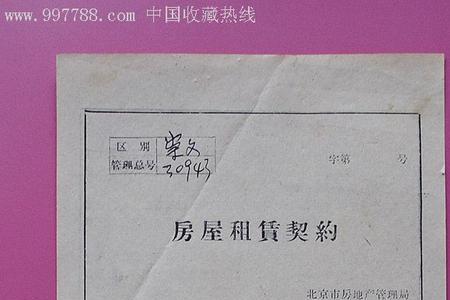 www.997788.com 中国收藏热线
区别 崇文
管理总号 30943
字第 号
房屋租賃契約
北京市房地产管理局